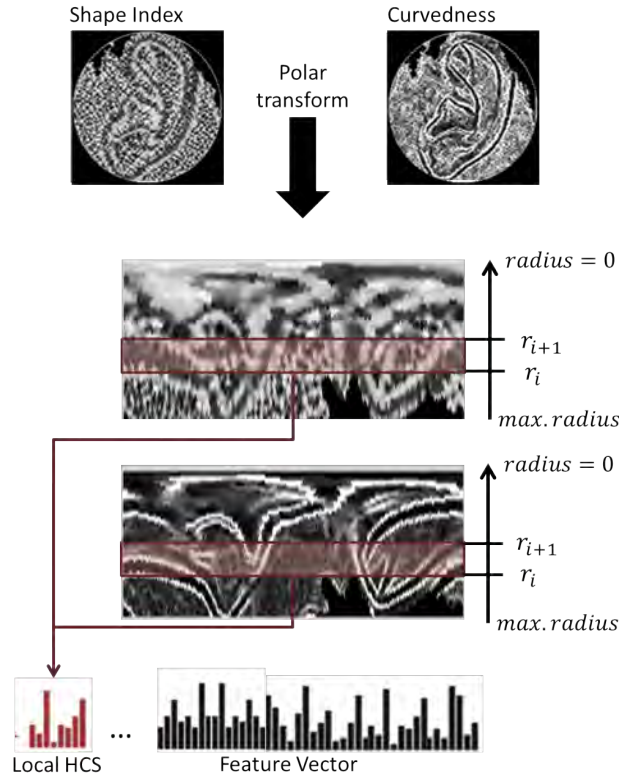 Shape Index
Curvedness
Polar
transform
radius = 0
r_{i+1}
r_i
max. radius
radius = 0
r_{i+1}
r_i
max. radius
...
Local HCS
Feature Vector